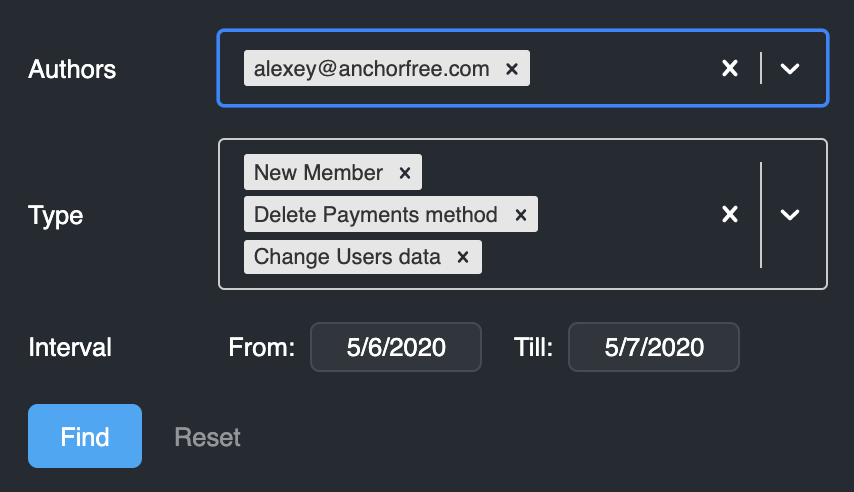 Authors
alexey@anchorfree.com
Type
New Member
Delete Payments method
Change Users data
Interval From: 5/6/2020 Till: 5/7/2020
Find Reset